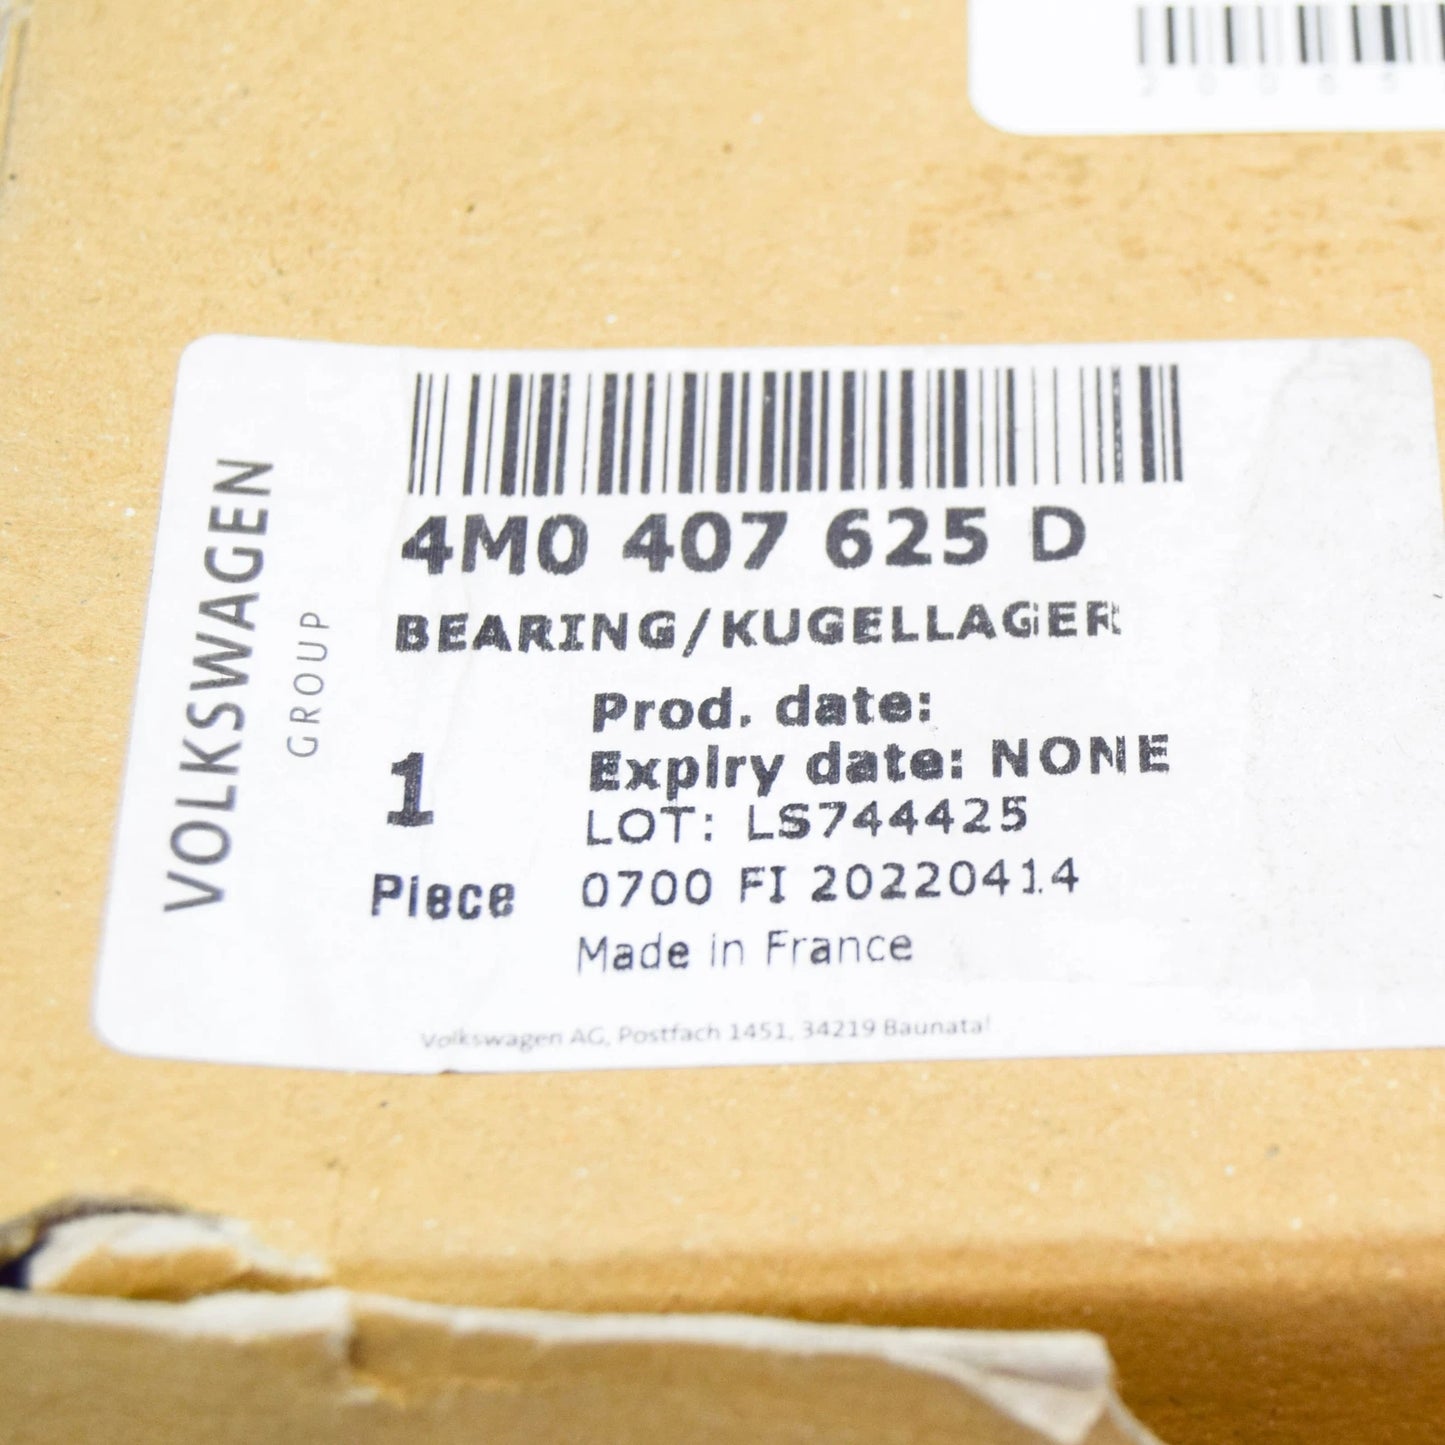 VOLKSWAGEN
GROUP
4M0 407 625 D
BEARING/KUGELLAGER
Prod. date:
Expiry date: NONE
1
LOT: LS744425
Piece
0700 FI 20220414
Made in France
Volkswagen AG, Postfach 1451, 34219 Baunatal